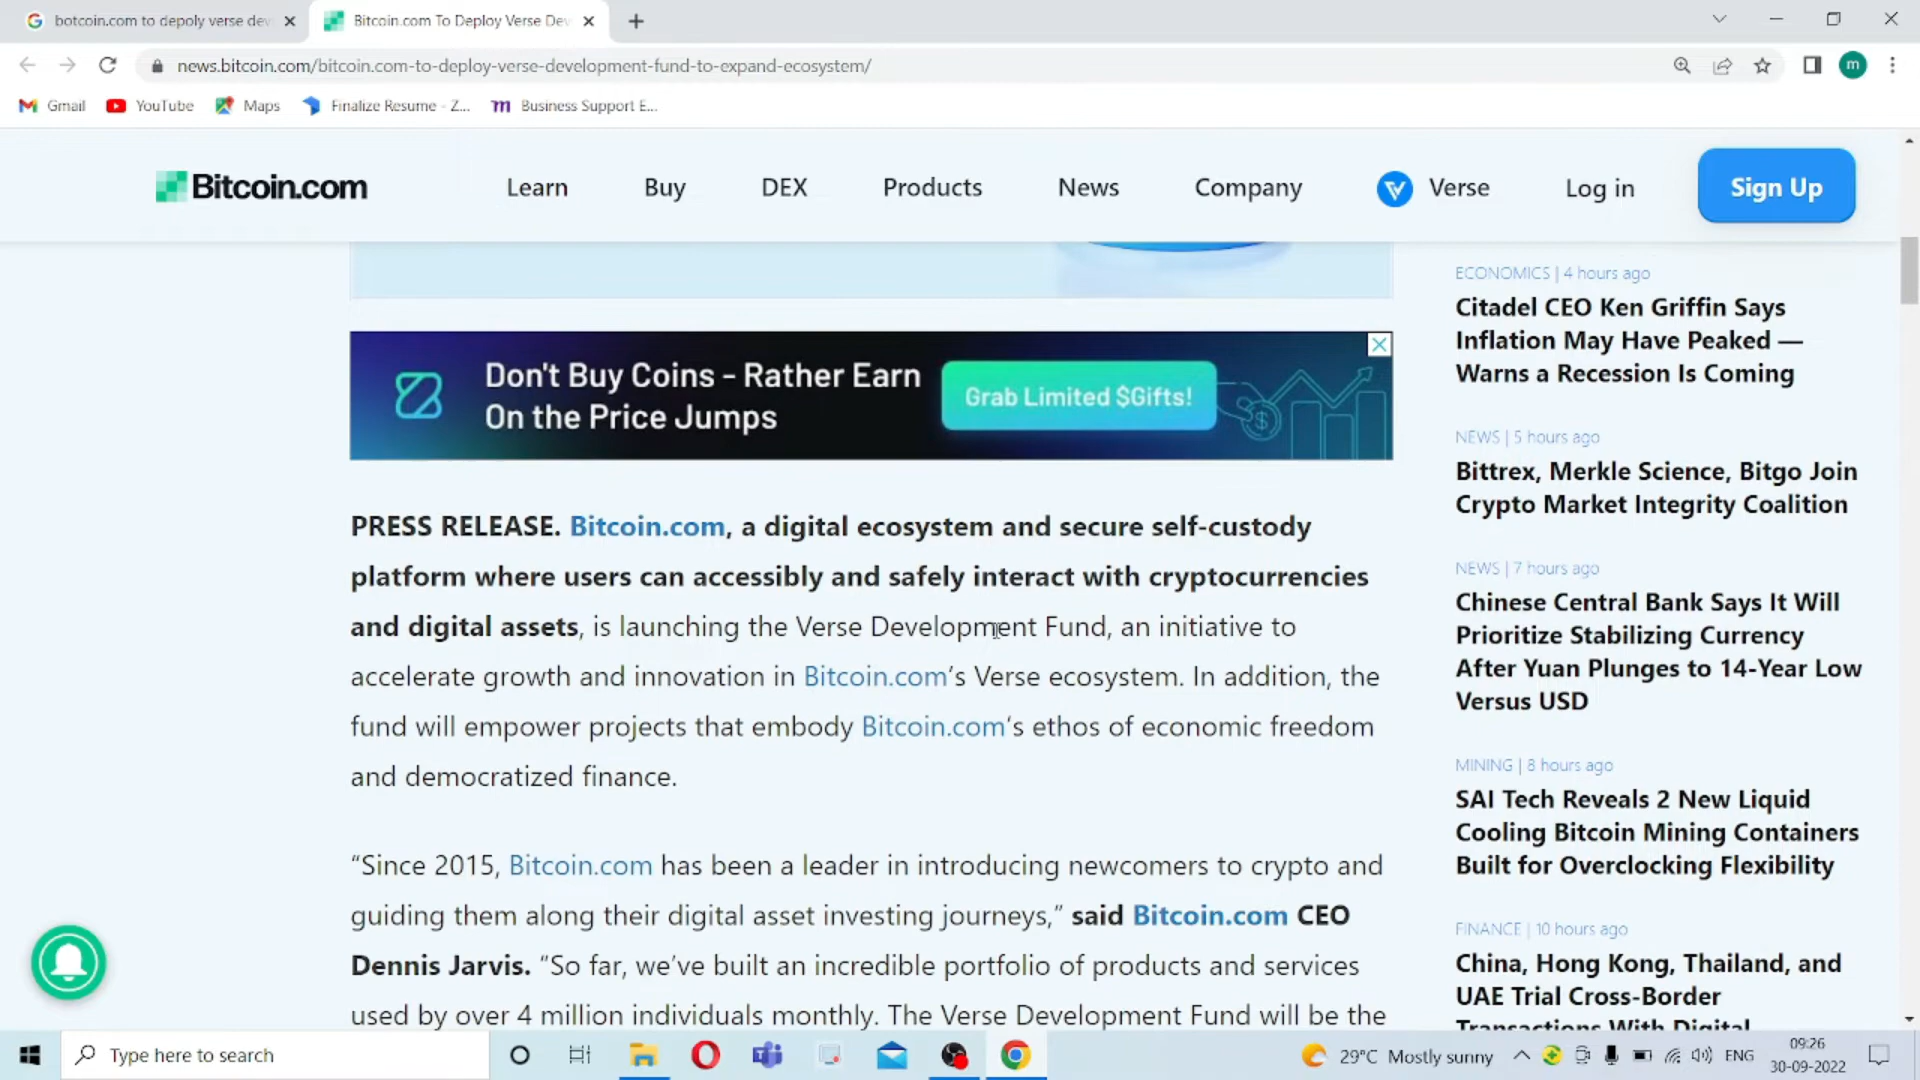 botcoin.com to depoly verse dev
Bitcoin.com To Deploy Verse Dev
news.bitcoin.com/bitcoin.com-to-deploy-verse-development-fund-to-expand-ecosystem/
m
Gmail
YouTube
Maps
Finalize Resume - Z...
Business Support E...
Bitcoin.com
Learn
Buy
DEX
Products
News
Company
Verse
Log in
Sign Up
Don't Buy Coins - Rather Earn
On the Price Jumps
Grab Limited $Gifts!
PRESS RELEASE. Bitcoin.com, a digital ecosystem and secure self-custody
platform where users can accessibly and safely interact with cryptocurrencies
and digital assets, is launching the Verse Development Fund, an initiative to
accelerate growth and innovation in Bitcoin.com’s Verse ecosystem. In addition, the
fund will empower projects that embody Bitcoin.com‘s ethos of economic freedom
and democratized finance.
“Since 2015, Bitcoin.com has been a leader in introducing newcomers to crypto and
guiding them along their digital asset investing journeys,” said Bitcoin.com CEO
Dennis Jarvis. “So far, we’ve built an incredible portfolio of products and services
used by over 4 million individuals monthly. The Verse Development Fund will be the
ECONOMICS | 4 hours ago
Citadel CEO Ken Griffin Says
Inflation May Have Peaked —
Warns a Recession Is Coming
NEWS | 5 hours ago
Bittrex, Merkle Science, Bitgo Join
Crypto Market Integrity Coalition
NEWS | 7 hours ago
Chinese Central Bank Says It Will
Prioritize Stabilizing Currency
After Yuan Plunges to 14-Year Low
Versus USD
MINING | 8 hours ago
SAI Tech Reveals 2 New Liquid
Cooling Bitcoin Mining Containers
Built for Overclocking Flexibility
FINANCE | 10 hours ago
China, Hong Kong, Thailand, and
UAE Trial Cross-Border
Transactions With Digital
Type here to search
29°C Mostly sunny
ENG
09:26
30-09-2022